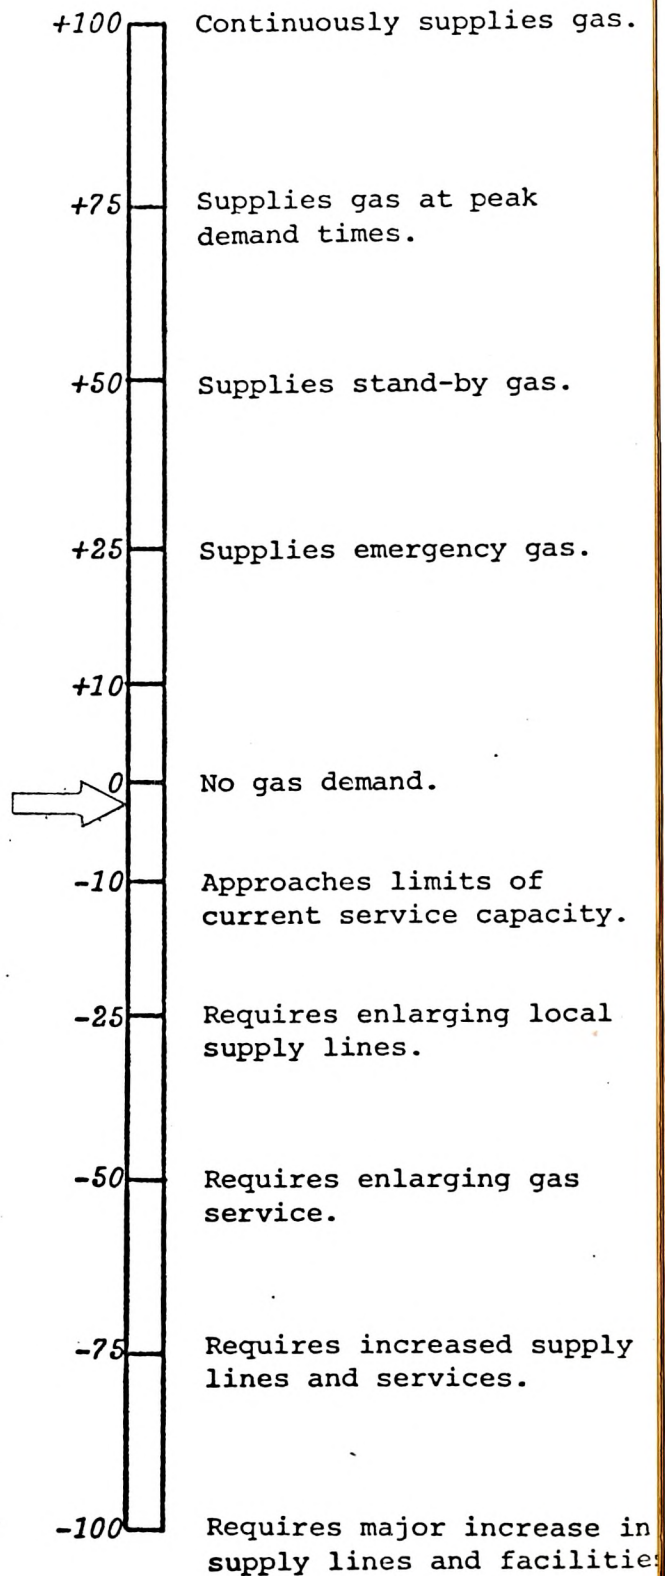 +100 Continuously supplies gas.
+75 Supplies gas at peak
demand times.
+50 Supplies stand-by gas.
+25 Supplies emergency gas.
+10
0 No gas demand.
-10 Approaches limits of
current service capacity.
-25 Requires enlarging local
supply lines.
-50 Requires enlarging gas
service.
-75 Requires increased supply
lines and services.
-100 Requires major increase in
supply lines and facilities